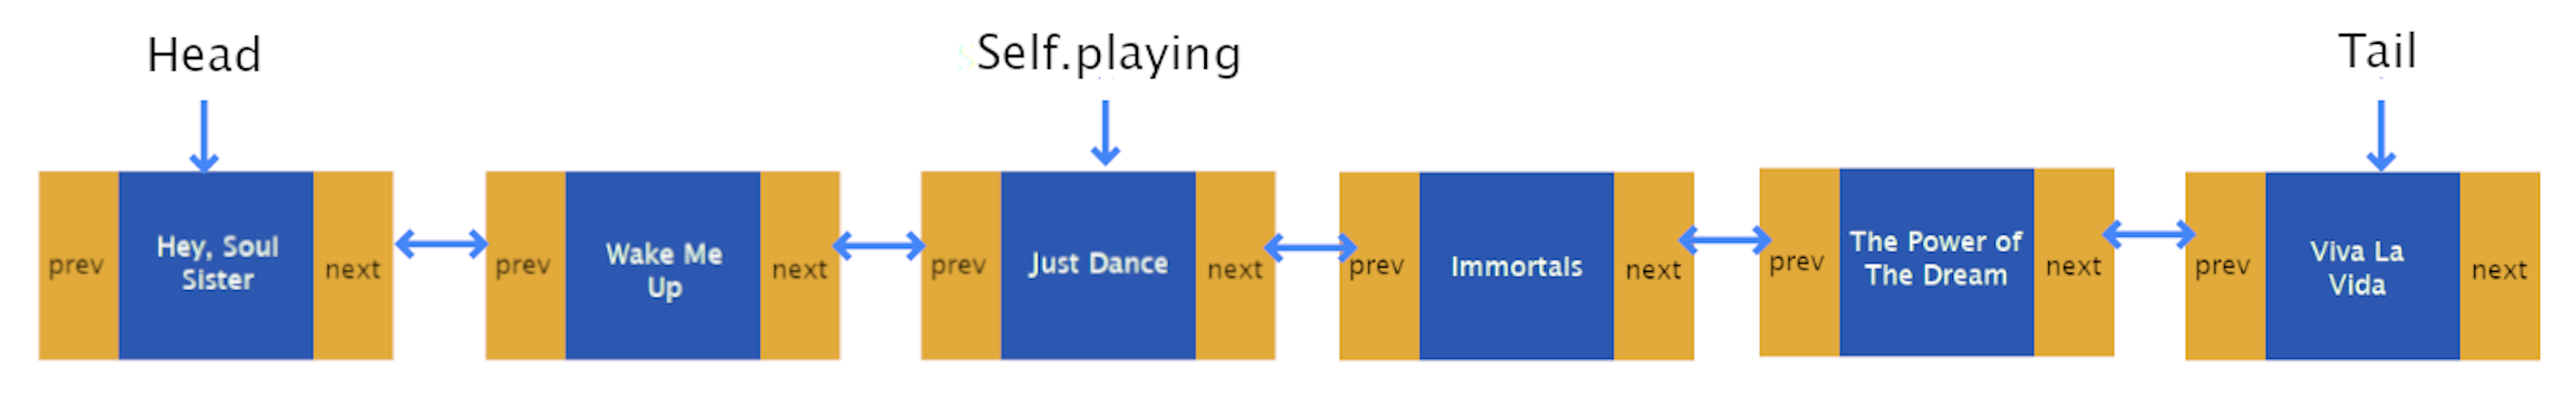 Head
Self.playing
Tail
prev
Hey, Soul
Sister
next
prev
Wake Me
Up
next
prev
Just Dance
next
prev
Immortals
next
prev
The Power of
The Dream
next
prev
Viva La
Vida
next